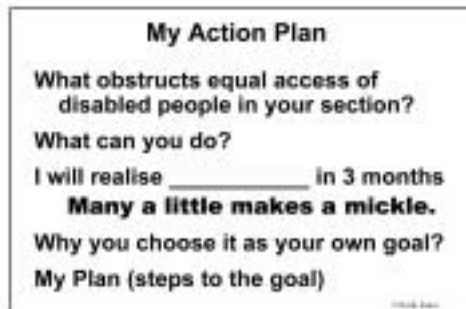 My Action Plan
What obstructs equal access of
disabled people in your section?
What can you do?
I will realise ____________ in 3 months
Many a little makes a mickle.
Why you choose it as your own goal?
My Plan (steps to the goal)